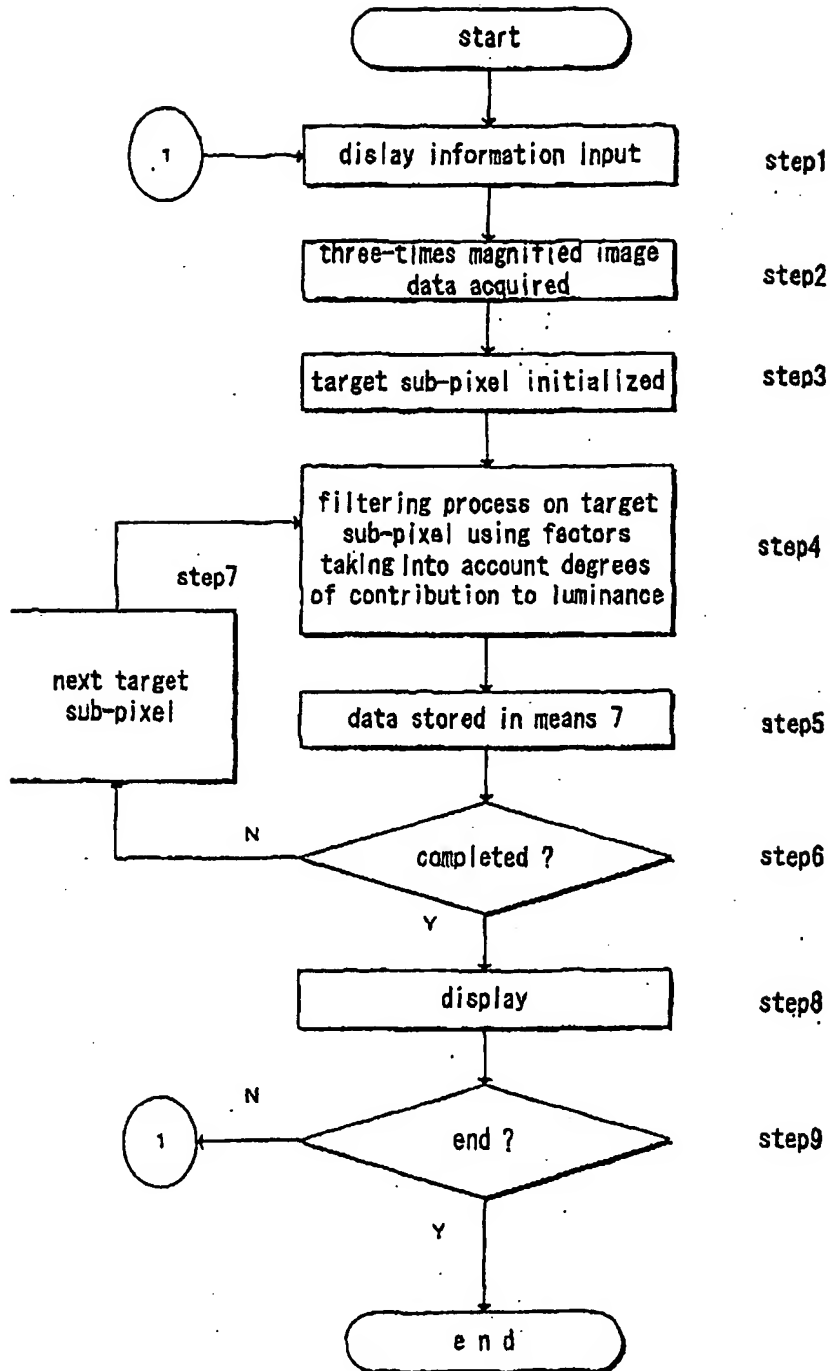 start
1
dislay information input
step1
three-times magnified image
data acquired
step2
target sub-pixel initialized
step3
filtering process on target
sub-pixel using factors
taking into account degrees
of contribution to luminance
step4
step7
next target
sub-pixel
data stored in means 7
step5
N
completed ?
step6
Y
display
step8
N
1
end ?
step9
Y
end